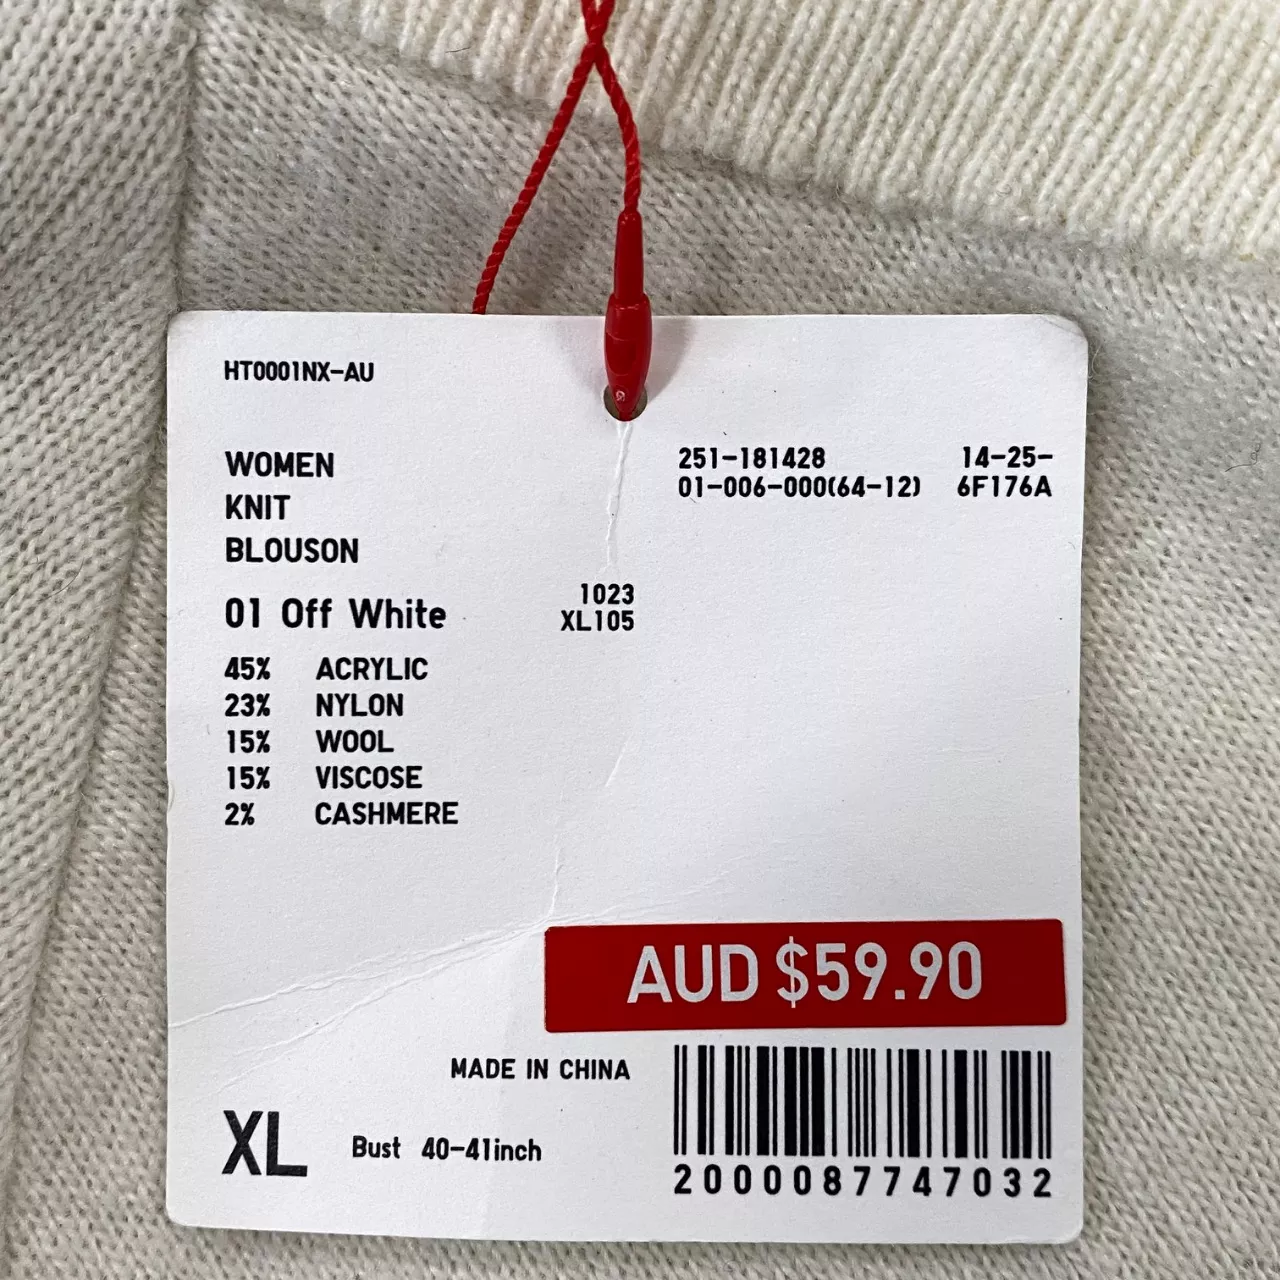 HT0001NX-AU
WOMEN
KNIT
BLOUSON
251-181428 14-25-
01-006-000(64-12) 6F176A
01 Off White
1023
XL105
45% ACRYLIC
23% NYLON
15% WOOL
15% VISCOSE
2% CASHMERE
AUD $59.90
MADE IN CHINA
XL Bust 40-41inch
2000087747032